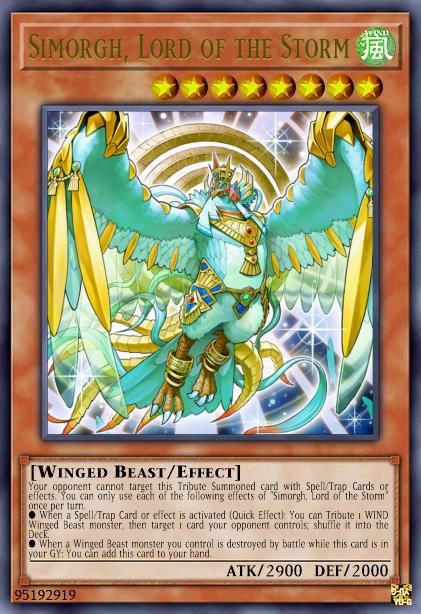 Simorgh, Lord of the Storm
WIND
風
[Winged Beast/Effect]
Your opponent cannot target this Tribute Summoned card with Spell/Trap Cards or
effects. You can only use each of the following effects of "Simorgh, Lord of the Storm"
once per turn.
● When a Spell/Trap Card or effect is activated (Quick Effect): You can Tribute 1 WIND
Winged Beast monster, then target 1 card your opponent controls; shuffle it into the
Deck.
● When a Winged Beast monster you control is destroyed by battle while this card is in
your GY: You can add this card to your hand.
ATK/2900 DEF/2000
95192919